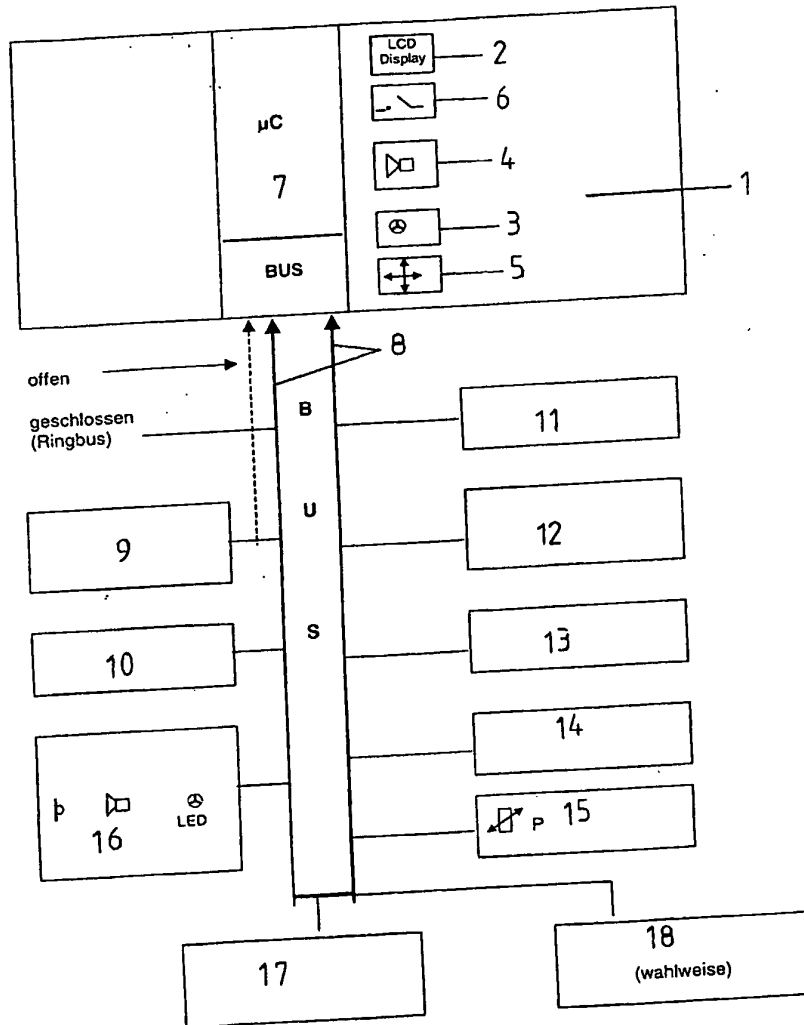 LCD
Display
2
6
µC
4
7
1
3
BUS
5
8
offen
geschlossen
(Ringbus)
B
11
U
9
12
S
10
13
14
16
LED
P
15
17
18
(wahlweise)